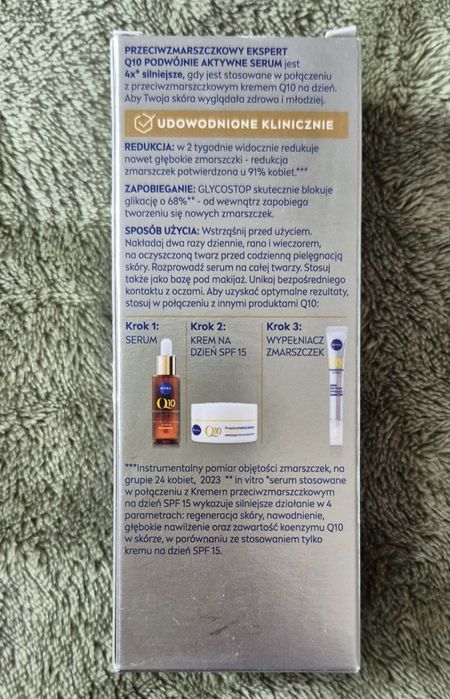 PRZECIWZMARSZCZKOWY EKSPERT
Q10 PODWÓJNIE AKTYWNE SERUM jest
4x* silniejsze, gdy jest stosowane w połączeniu
z przeciwzmarszczkowym kremem Q10 na dzień.
Aby Twoja skóra wyglądała zdrowo i młodziej.
UDOWODNIONE KLINICZNIE
REDUKCJA: w 2 tygodnie widocznie redukuje
nawet głębokie zmarszczki - redukcja
zmarszczek potwierdzona u 91% kobiet.***
ZAPOBIEGANIE: GLYCOSTOP skutecznie blokuje
glikację o 68%** - od wewnątrz zapobiega
tworzeniu się nowych zmarszczek.
SPOSÓB UŻYCIA: Wstrząśnij przed użyciem.
Nakładaj dwa razy dziennie, rano i wieczorem,
na oczyszczoną twarz przed codzienną pielęgnacją
skóry. Rozprowadź serum na całej twarzy. Stosuj
także jako bazę pod makijaż. Unikaj bezpośredniego
kontaktu z oczami. Aby uzyskać optymalne rezultaty,
stosuj w połączeniu z innymi produktami Q10:
Krok 1:
SERUM
Krok 2:
KREM NA
DZIEŃ SPF 15
Krok 3:
WYPEŁNIACZ
ZMARSZCZEK
NIVEA
Q10
NIVEA
Q10
NIVEA
Q10
***Instrumentalny pomiar objętości zmarszczek, na
grupie 24 kobiet, 2023 ** in vitro *serum stosowane
w połączeniu z Kremem przeciwzmarszczkowym
na dzień SPF 15 wykazuje silniejsze działanie w 4
parametrach: regeneracja skóry, nawodnienie,
głębokie nawilżenie oraz zawartość koenzymu Q10
w skórze, w porównaniu ze stosowaniem tylko
kremu na dzień SPF 15.